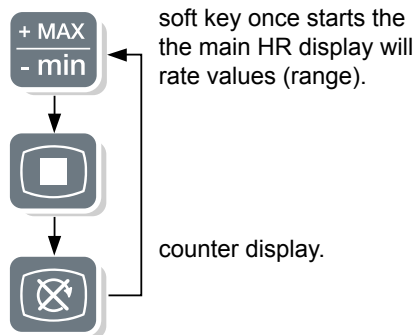 + MAX
- min
soft key once starts the
the main HR display will
rate values (range).
counter display.